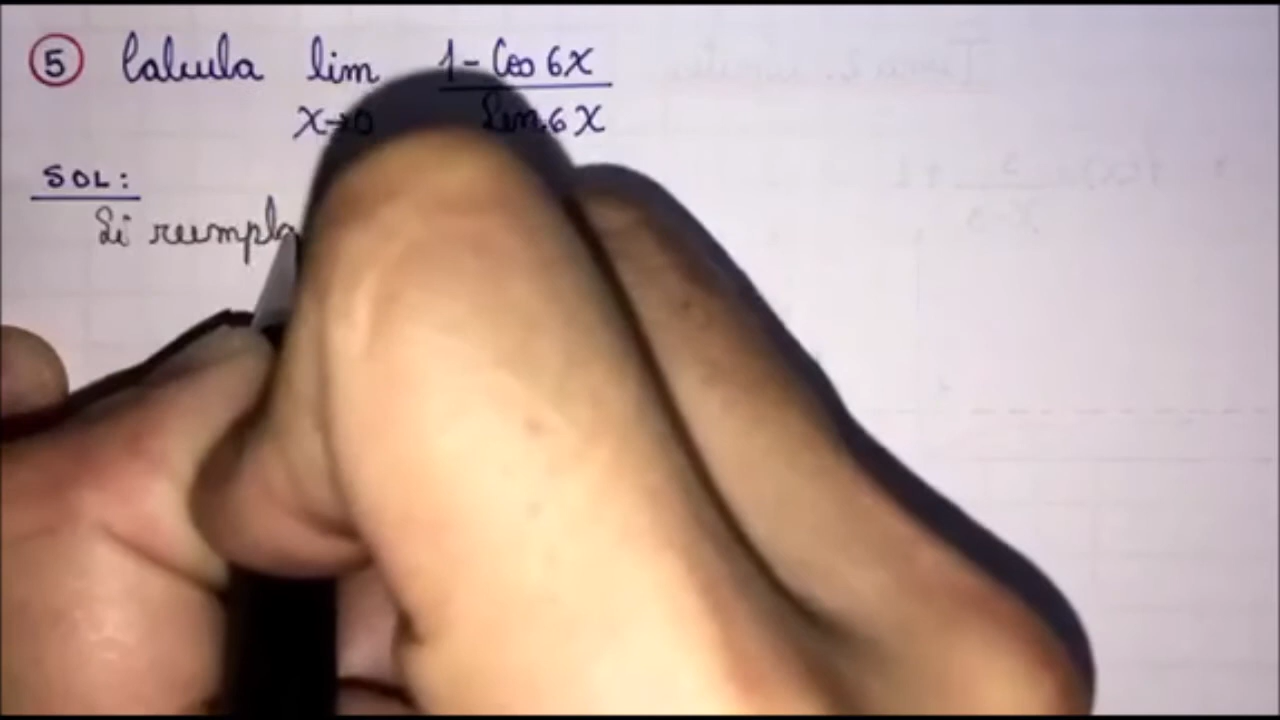 5 Calcula lim 1 - Cos 6x
x→0 Sen 6x
SOL:
Si reempla